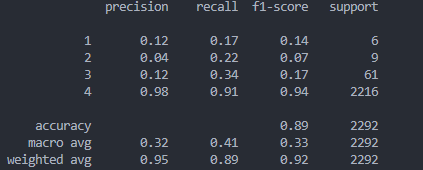 precision recall f1-score support
1 0.12 0.17 0.14 6
2 0.04 0.22 0.07 9
3 0.12 0.34 0.17 61
4 0.98 0.91 0.94 2216
accuracy 0.89 2292
macro avg 0.32 0.41 0.33 2292
weighted avg 0.95 0.89 0.92 2292